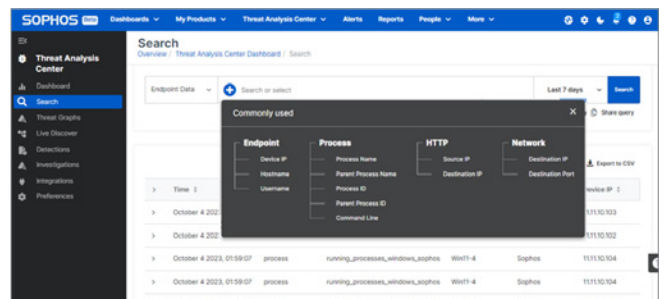 SOPHOS Beta
Dashboards My Products Threat Analysis Center Alerts Reports People More
Threat Analysis Center
Dashboard
Search
Threat Graphs
Live Discover
Detections
Investigations
Integrations
Preferences
Search
Overview / Threat Analysis Center Dashboard / Search
Endpoint Data Search or select Last 7 days Search
Share query
Commonly used
Endpoint Process HTTP Network
Device IP Process Name Source IP Destination IP
Hostname Parent Process Name Destination IP Destination Port
Username Process ID
Parent Process ID
Command Line
Export to CSV
Time device IP
October 4 202 11.11.10.103
October 4 202 11.11.10.102
October 4 2023, 01:59:07 process running_processes_windows_sophos Win11-4 Sophos 11.11.10.104
October 4 2023, 01:59:07 process running_processes_windows_sophos Win11-4 Sophos 11.11.10.104